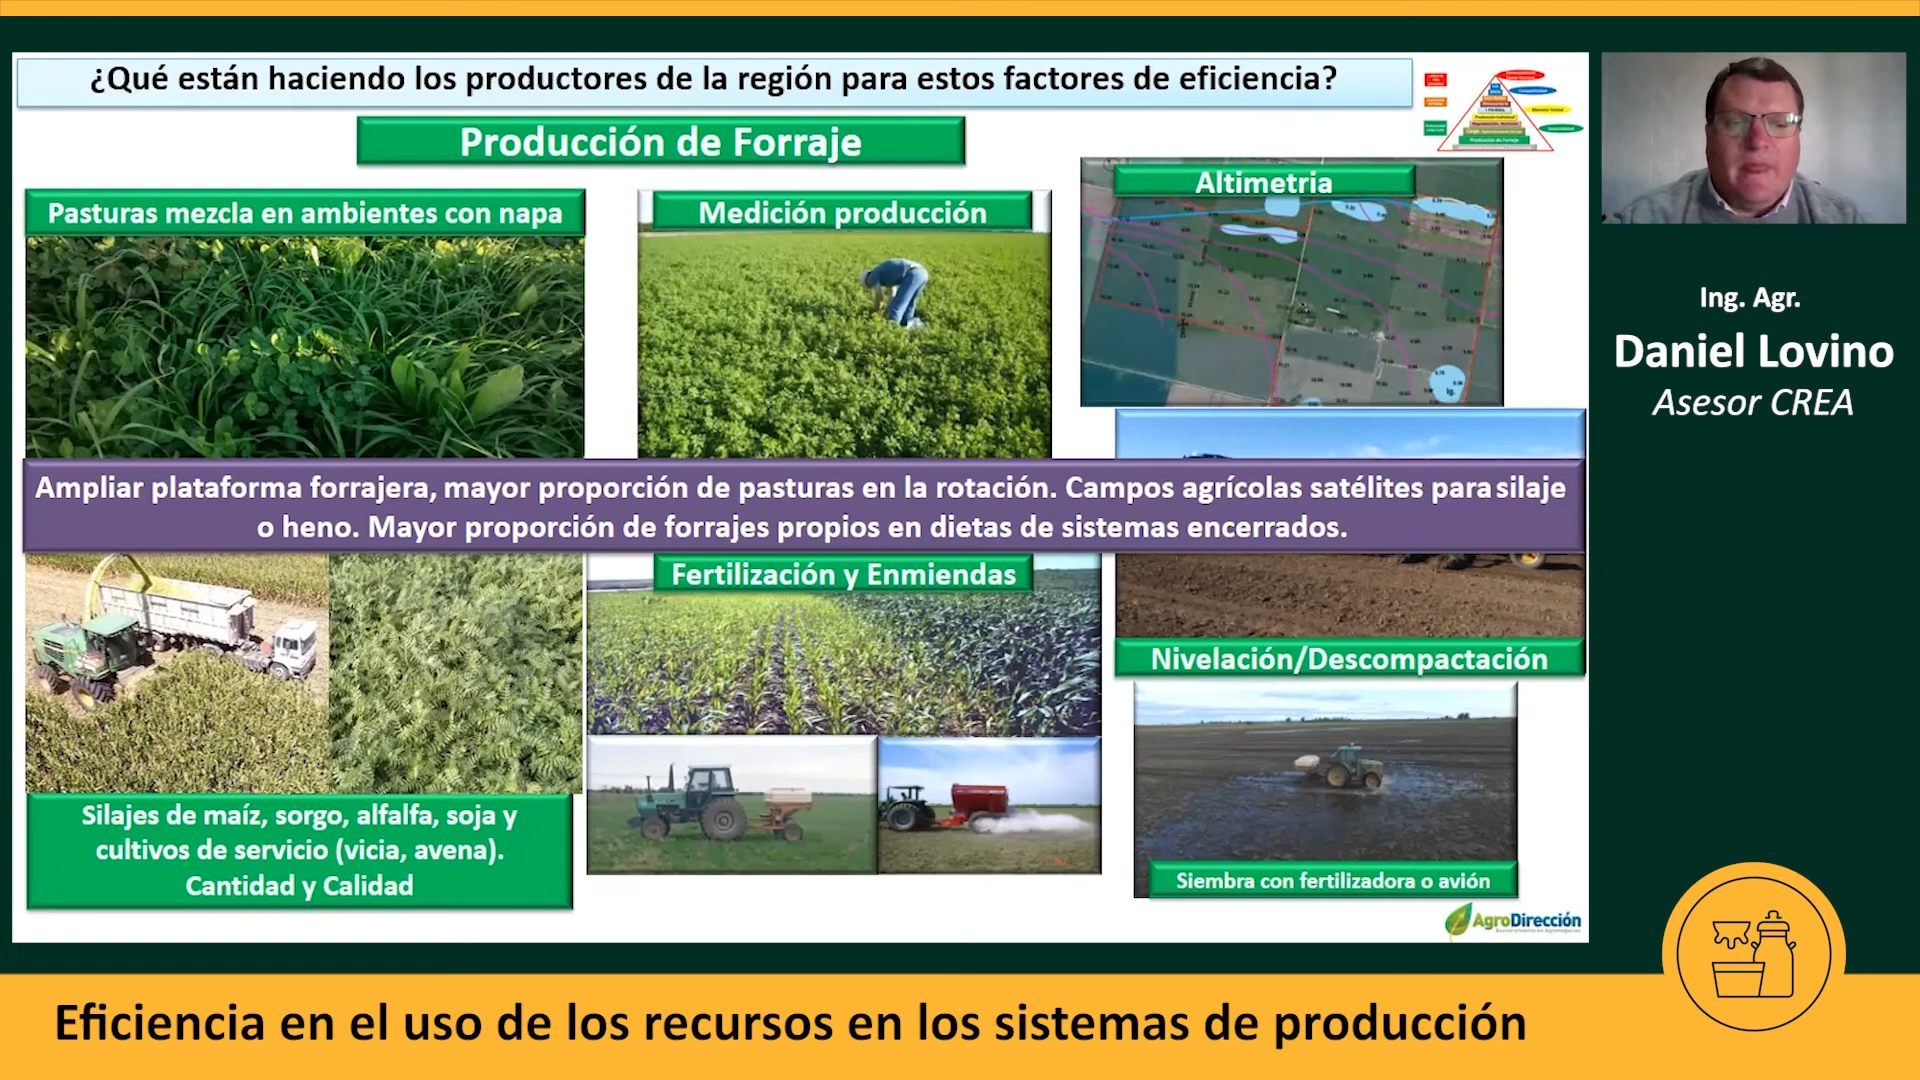 ¿Qué están haciendo los productores de la región para estos factores de eficiencia?
Producción de Forraje
Pasturas mezcla en ambientes con napa
Medición producción
Altimetria
Ampliar plataforma forrajera, mayor proporción de pasturas en la rotación. Campos agrícolas satélites para silaje
o heno. Mayor proporción de forrajes propios en dietas de sistemas encerrados.
Fertilización y Enmiendas
Nivelación/Descompactación
Silajes de maíz, sorgo, alfalfa, soja y
cultivos de servicio (vicia, avena).
Cantidad y Calidad
Siembra con fertilizadora o avión
AgroDirección
Ing. Agr.
Daniel Lovino
Asesor CREA
Eficiencia en el uso de los recursos en los sistemas de producción